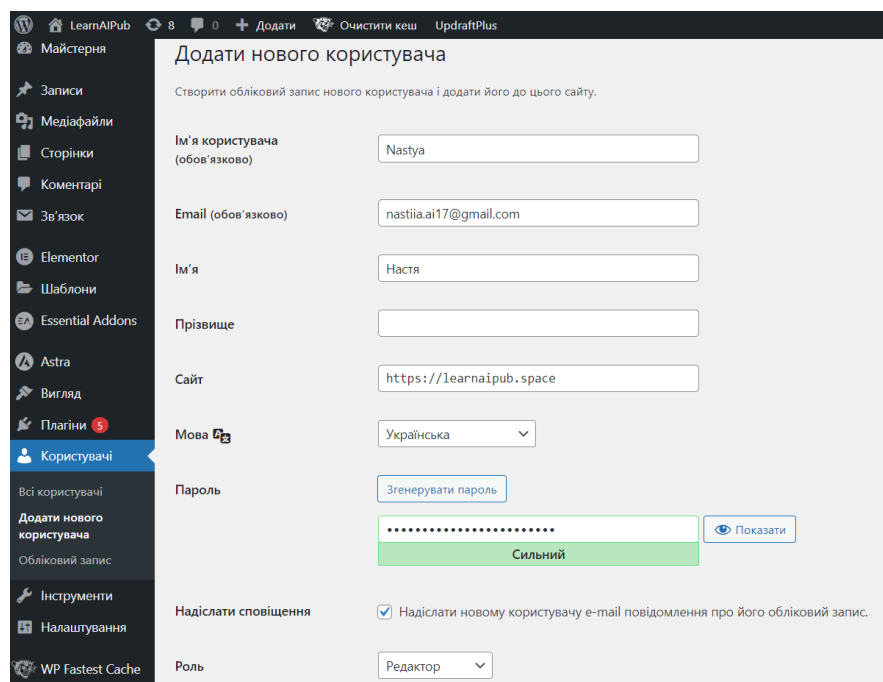 LearnAIPub 8 0 + Додати Очистити кеш UpdraftPlus
Майстерня
Записи
Медіафайли
Сторінки
Коментарі
Зв'язок
Elementor
Шаблони
Essential Addons
Astra
Вигляд
Плагіни 5
Користувачі
Всі користувачі
Додати нового
користувача
Обліковий запис
Інструменти
Налаштування
WP Fastest Cache
Додати нового користувача
Створити обліковий запис нового користувача і додати його до цього сайту.
Ім'я користувача
(обов'язково)
Nastya
Email (обов'язково)
nastiia.ai17@gmail.com
Ім'я
Настя
Прізвище
Сайт
https://learnaipub.space
Мова
Українська
Пароль
Згенерувати пароль
••••••••••••••••••••••••
Показати
Сильний
Надіслати сповіщення
Надіслати новому користувачу e-mail повідомлення про його обліковий запис.
Роль
Редактор